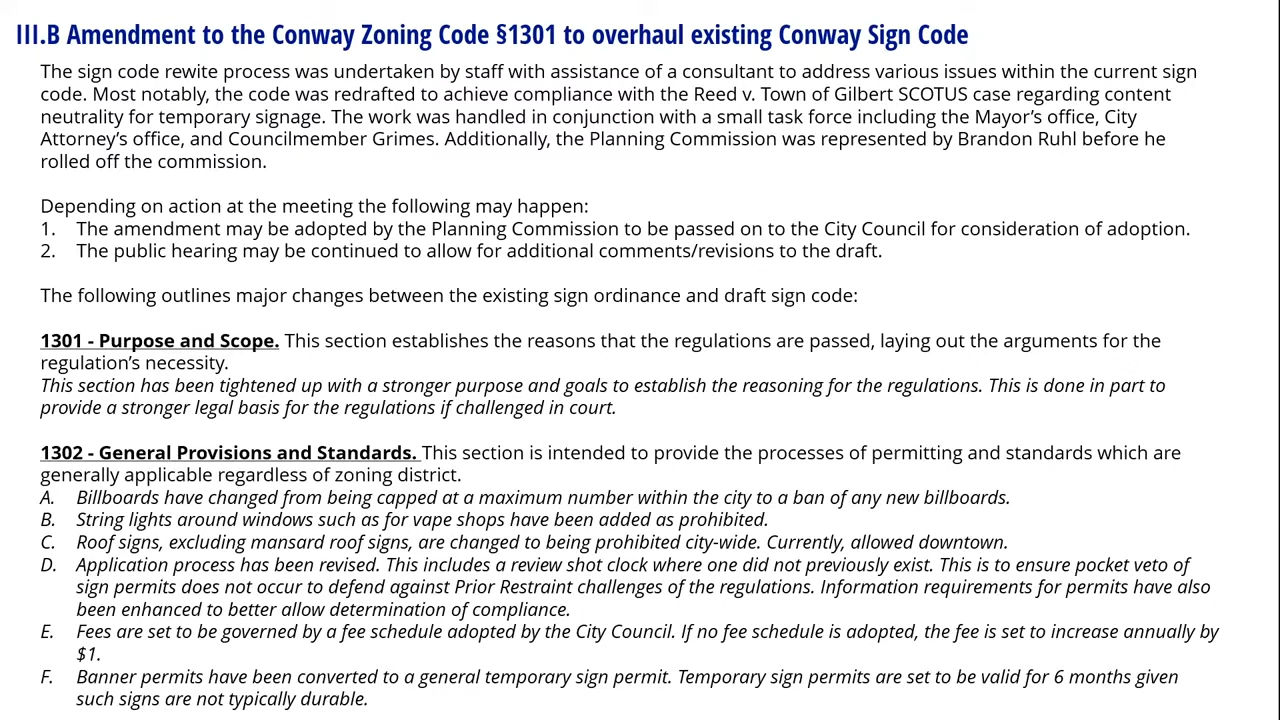 III.B Amendment to the Conway Zoning Code §1301 to overhaul existing Conway Sign Code
The sign code rewite process was undertaken by staff with assistance of a consultant to address various issues within the current sign
code. Most notably, the code was redrafted to achieve compliance with the Reed v. Town of Gilbert SCOTUS case regarding content
neutrality for temporary signage. The work was handled in conjunction with a small task force including the Mayor's office, City
Attorney's office, and Councilmember Grimes. Additionally, the Planning Commission was represented by Brandon Ruhl before he
rolled off the commission.
Depending on action at the meeting the following may happen:
1. The amendment may be adopted by the Planning Commission to be passed on to the City Council for consideration of adoption.
2. The public hearing may be continued to allow for additional comments/revisions to the draft.
The following outlines major changes between the existing sign ordinance and draft sign code:
1301 - Purpose and Scope. This section establishes the reasons that the regulations are passed, laying out the arguments for the
regulation's necessity.
This section has been tightened up with a stronger purpose and goals to establish the reasoning for the regulations. This is done in part to
provide a stronger legal basis for the regulations if challenged in court.
1302 - General Provisions and Standards. This section is intended to provide the processes of permitting and standards which are
generally applicable regardless of zoning district.
A. Billboards have changed from being capped at a maximum number within the city to a ban of any new billboards.
B. String lights around windows such as for vape shops have been added as prohibited.
C. Roof signs, excluding mansard roof signs, are changed to being prohibited city-wide. Currently, allowed downtown.
D. Application process has been revised. This includes a review shot clock where one did not previously exist. This is to ensure pocket veto of
sign permits does not occur to defend against Prior Restraint challenges of the regulations. Information requirements for permits have also
been enhanced to better allow determination of compliance.
E. Fees are set to be governed by a fee schedule adopted by the City Council. If no fee schedule is adopted, the fee is set to increase annually by
$1.
F. Banner permits have been converted to a general temporary sign permit. Temporary sign permits are set to be valid for 6 months given
such signs are not typically durable.